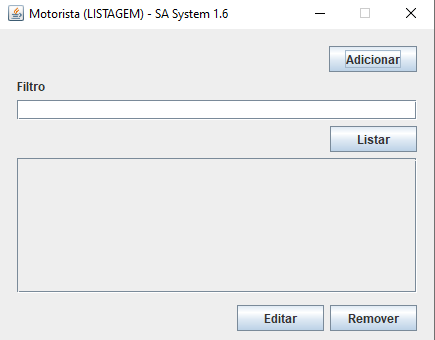 Motorista (LISTAGEM) - SA System 1.6
Adicionar
Filtro
Listar
Editar Remover